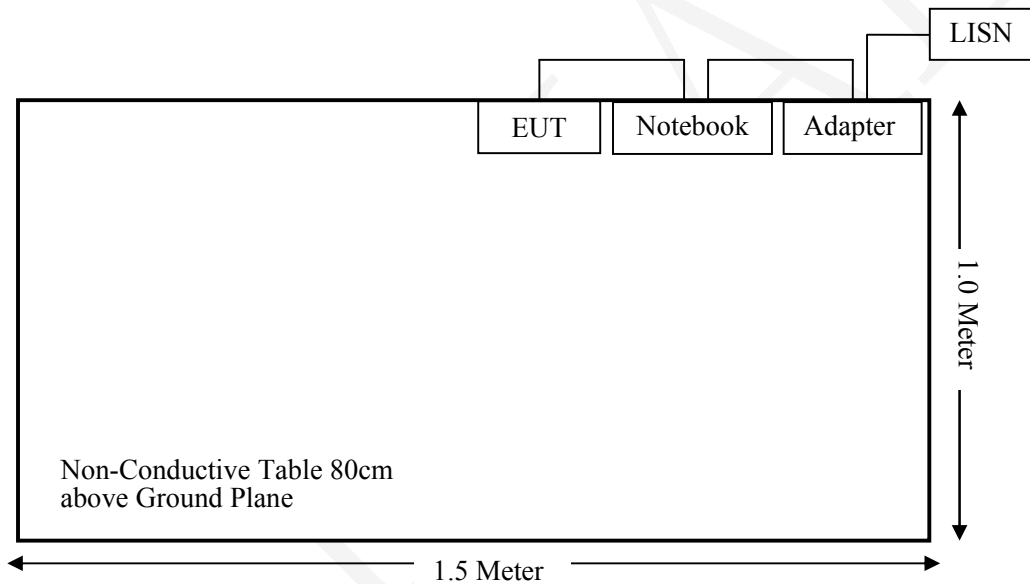 LISN
EUT
Notebook
Adapter
1.0 Meter
Non-Conductive Table 80cm
above Ground Plane
1.5 Meter